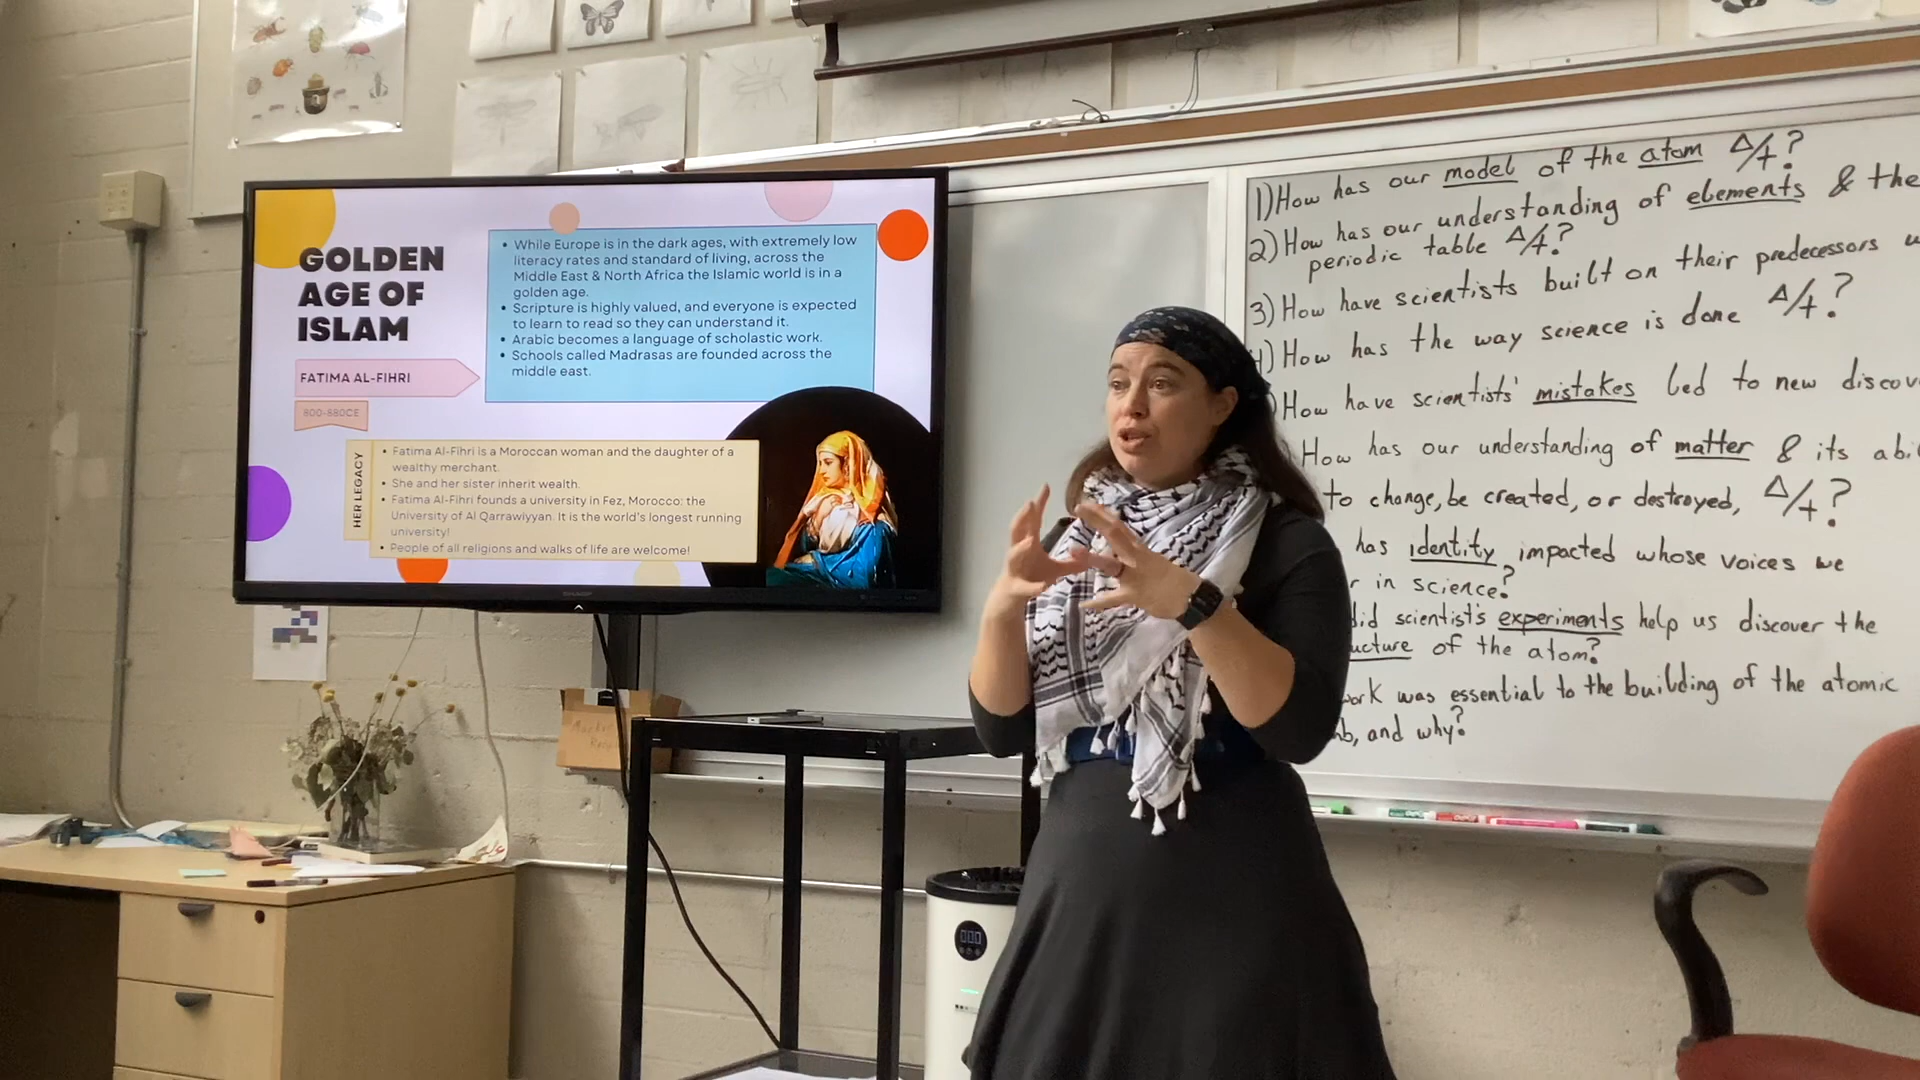 GOLDEN
AGE OF
ISLAM
FATIMA AL-FIHRI
800-880CE
• While Europe is in the dark ages, with extremely low
literacy rates and standard of living, across the
Middle East & North Africa the Islamic world is in a
golden age.
• Scripture is highly valued, and everyone is expected
to learn to read so they can understand it.
• Arabic becomes a language of scholastic work.
• Schools called Madrasas are founded across the
middle east.
HER LEGACY
• Fatima Al-Fihri is a Moroccan woman and the daughter of a
wealthy merchant.
• She and her sister inherit wealth.
• Fatima Al-Fihri founds a university in Fez, Morocco: the
University of Al Qarrawiyyan. It is the world's longest running
university!
• People of all religions and walks of life are welcome!
SHARP
1) How has our model of the atom Δ/t?
2) How has our understanding of elements & the
periodic table Δ/t?
3) How have scientists built on their predecessors
4) How has the way science is done Δ/t?
How have scientists' mistakes led to new discov
How has our understanding of matter & its abi
to change, be created, or destroyed, Δ/t?
has identity impacted whose voices we
r in science?
did scientist's experiments help us discover the
ucture of the atom?
work was essential to the building of the atomic
b, and why?